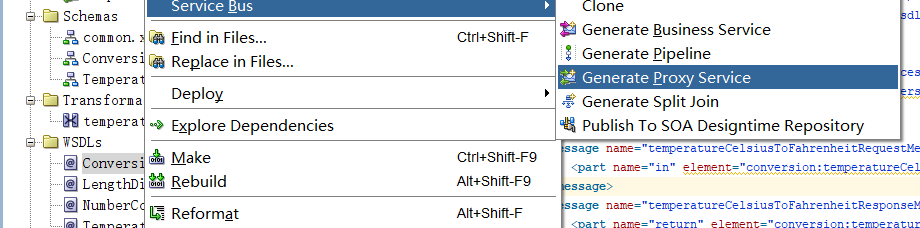 Schemas
common.x
Conversi
Temperat
Transforma
temperat
WSDLs
Conversi
LengthDi
NumberCo
Temperat
Service Bus
Find in Files... Ctrl+Shift-F
Replace in Files...
Deploy
Explore Dependencies
Make Ctrl+Shift-F9
Rebuild Alt+Shift-F9
Reformat Alt+Shift-F
Clone
Generate Business Service
Generate Pipeline
Generate Proxy Service
Generate Split Join
Publish To SOA Designtime Repository
essage name="temperatureCelsiusToFahrenheitRequestMe
<part name="in" element="conversion:temperatureCel
message>
essage name="temperatureCelsiusToFahrenheitResponseM
<part name="return" element="conversion:temperatur